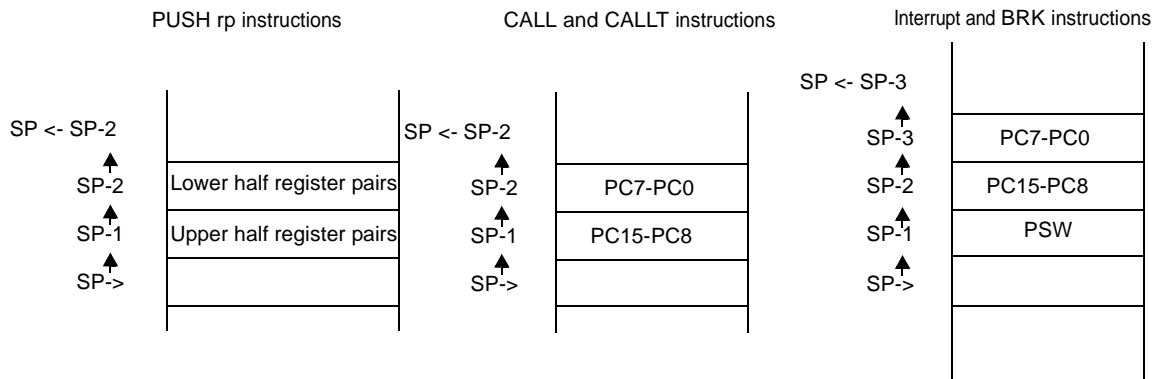 PUSH rp instructions
SP <- SP-2
SP-2
Lower half register pairs
SP-1
Upper half register pairs
SP->
CALL and CALLT instructions
SP <- SP-2
SP-2
PC7-PC0
SP-1
PC15-PC8
SP->
Interrupt and BRK instructions
SP <- SP-3
SP-3
PC7-PC0
SP-2
PC15-PC8
SP-1
PSW
SP->